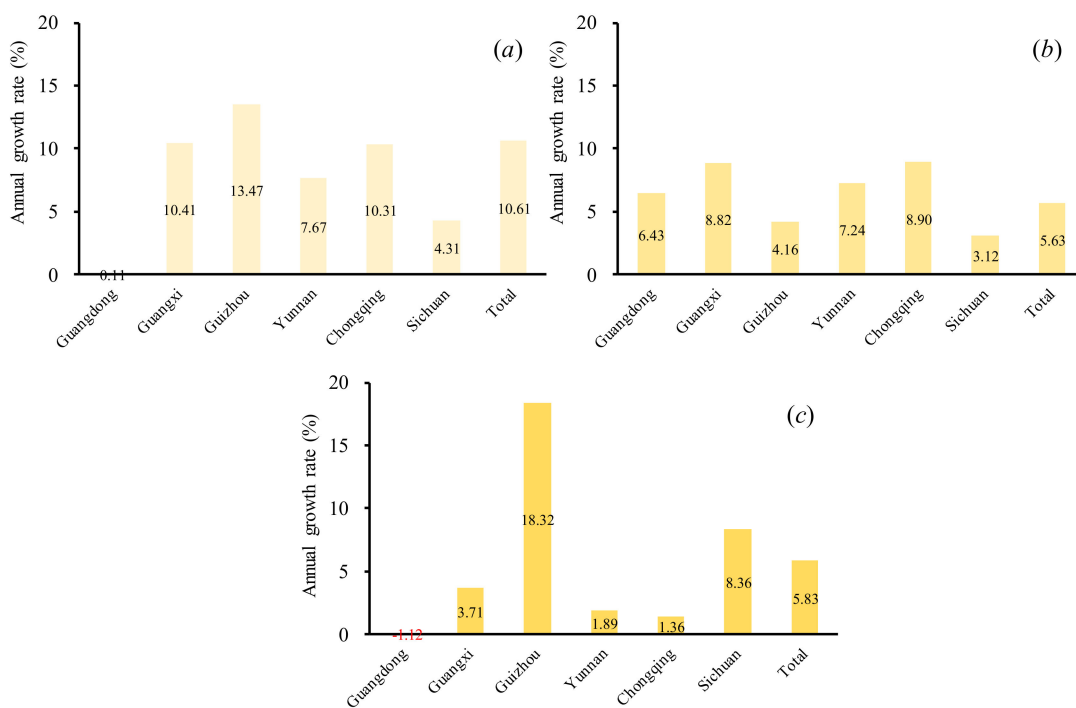 20
15
10
5
0
Annual growth rate (%)
(a)
0.11
10.41
13.47
7.67
10.31
4.31
10.61
Guangdong
Guangxi
Guizhou
Yunnan
Chongqing
Sichuan
Total
20
15
10
5
0
Annual growth rate (%)
(b)
6.43
8.82
4.16
7.24
8.90
3.12
5.63
Guangdong
Guangxi
Guizhou
Yunnan
Chongqing
Sichuan
Total
20
15
10
5
0
Annual growth rate (%)
(c)
-1.12
3.71
18.32
1.89
1.36
8.36
5.83
Guangdong
Guangxi
Guizhou
Yunnan
Chongqing
Sichuan
Total